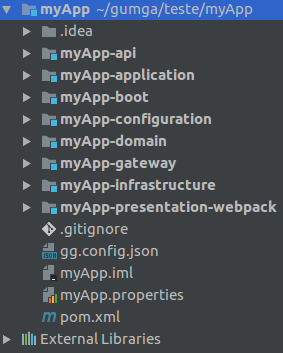 myApp ~/gumga/teste/myApp
.idea
myApp-api
myApp-application
myApp-boot
myApp-configuration
myApp-domain
myApp-gateway
myApp-infrastructure
myApp-presentation-webpack
.gitignore
gg.config.json
myApp.iml
myApp.properties
pom.xml
External Libraries